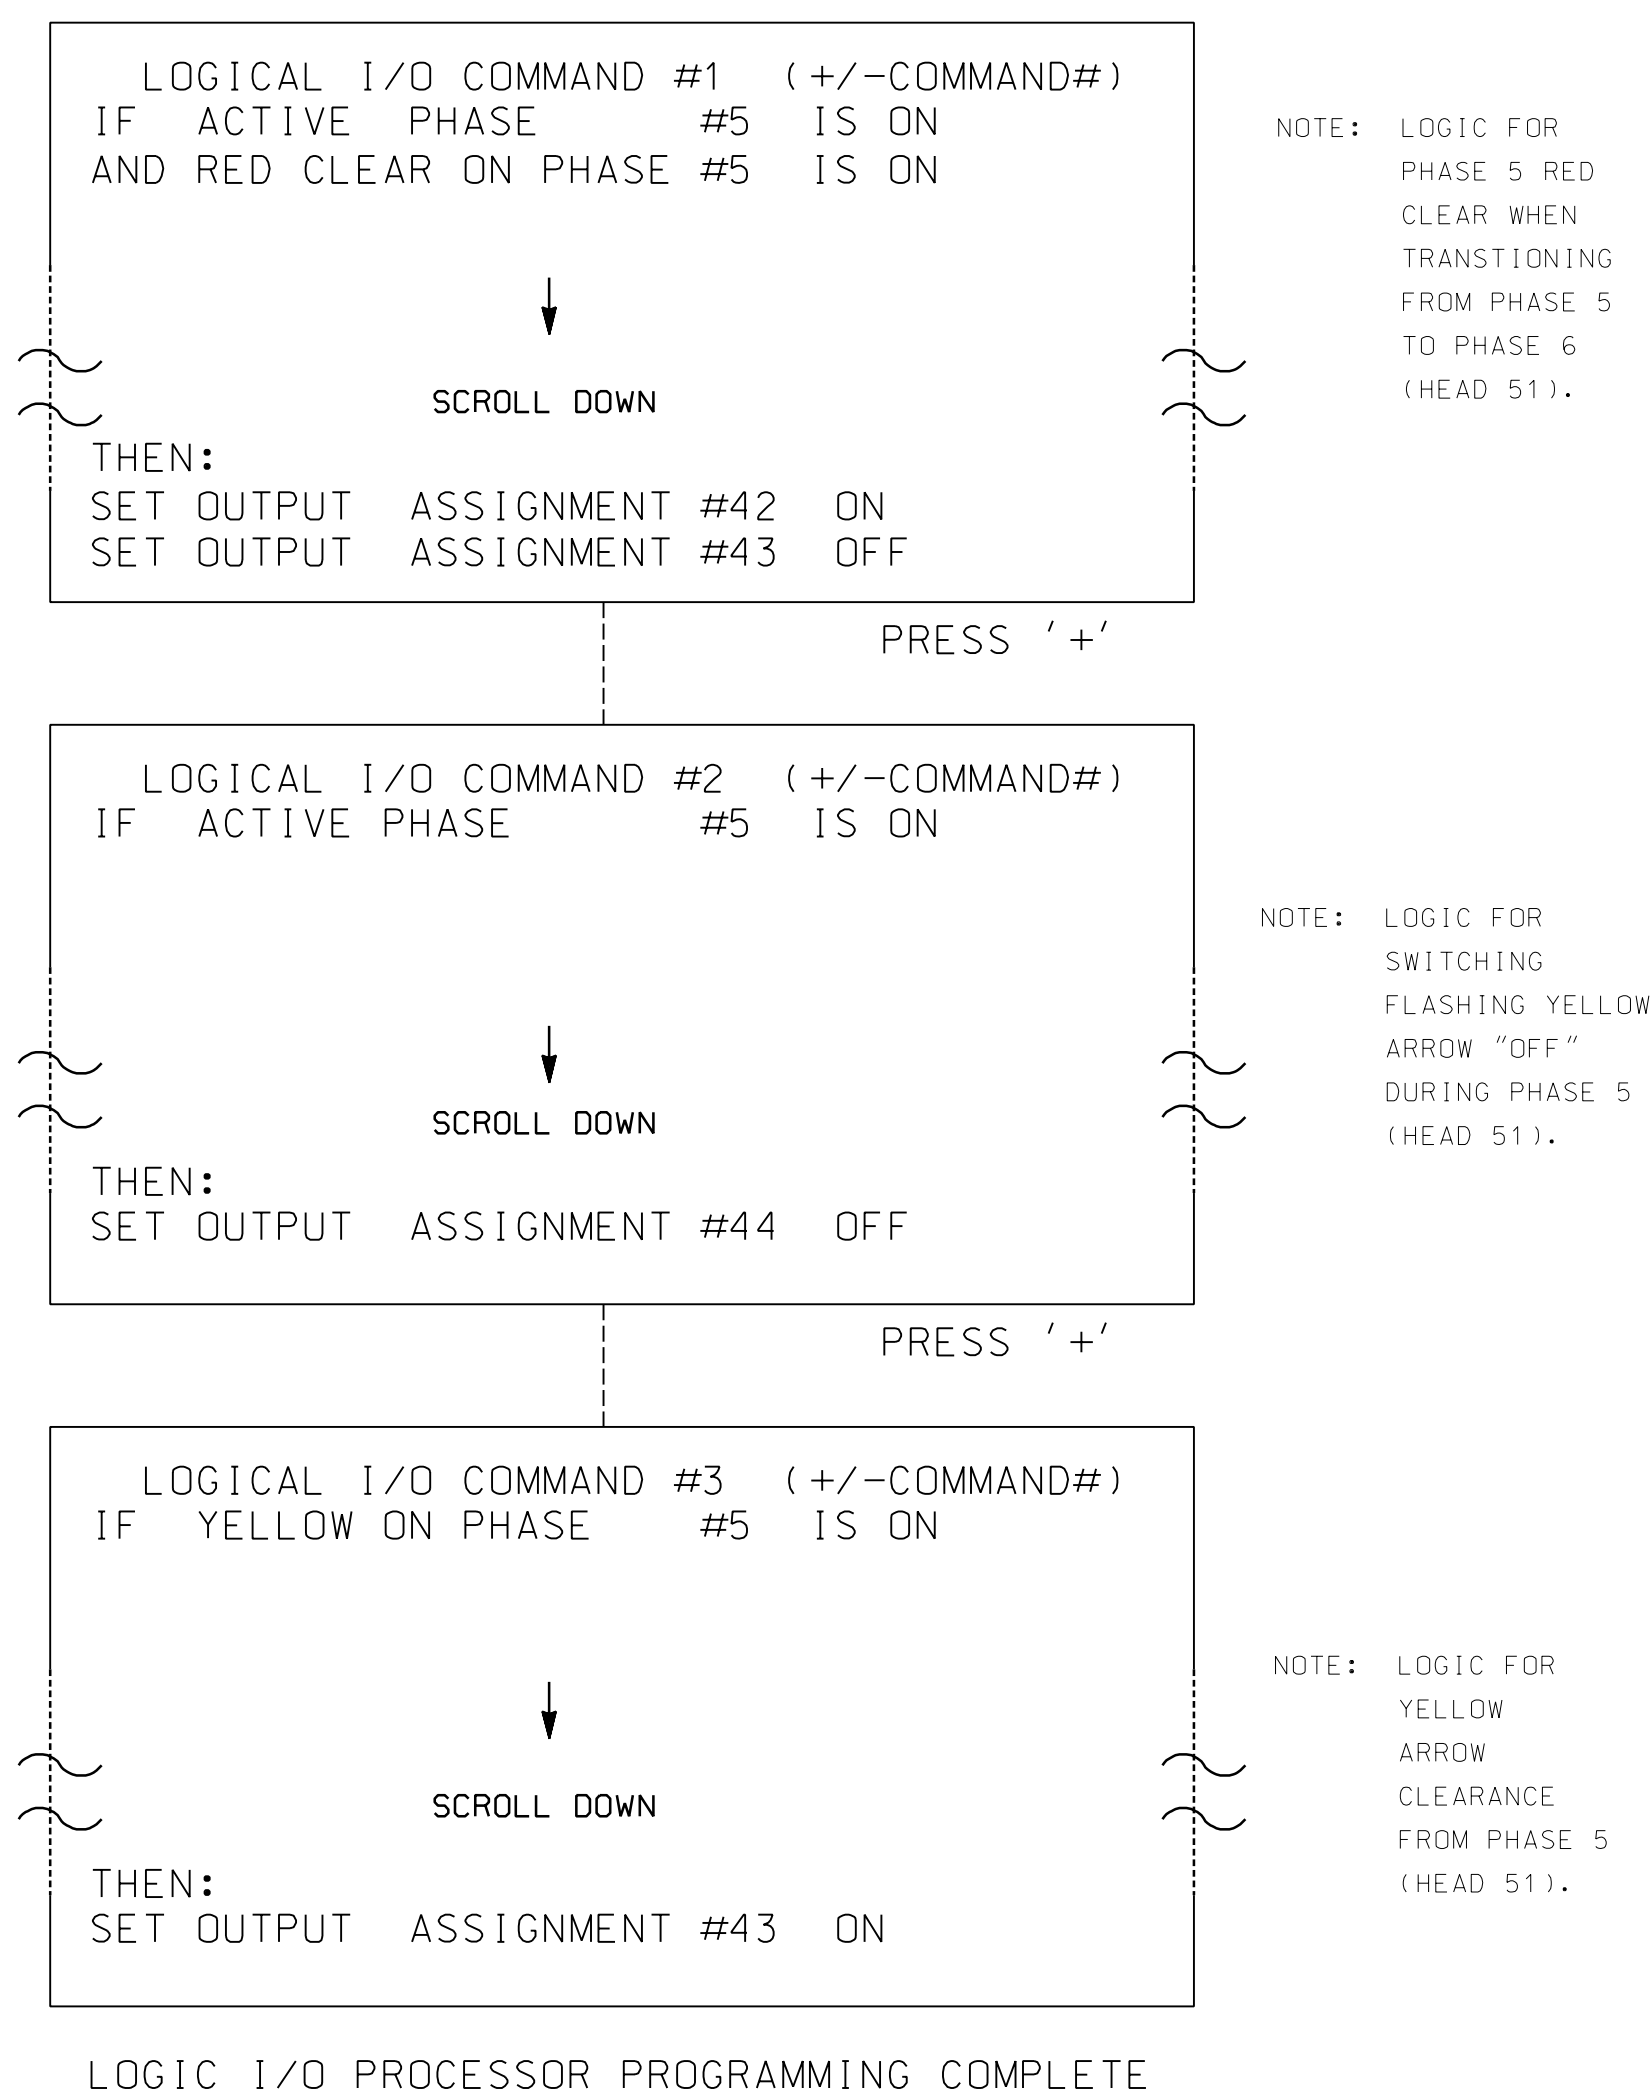 LOGICAL I/O COMMAND #1 (+/-COMMAND#)
IF ACTIVE PHASE #5 IS ON
AND RED CLEAR ON PHASE #5 IS ON
SCROLL DOWN
THEN:
SET OUTPUT ASSIGNMENT #42 ON
SET OUTPUT ASSIGNMENT #43 OFF
NOTE: LOGIC FOR
PHASE 5 RED
CLEAR WHEN
TRANSTIONING
FROM PHASE 5
TO PHASE 6
(HEAD 51).
PRESS '+'
LOGICAL I/O COMMAND #2 (+/-COMMAND#)
IF ACTIVE PHASE #5 IS ON
SCROLL DOWN
THEN:
SET OUTPUT ASSIGNMENT #44 OFF
NOTE: LOGIC FOR
SWITCHING
FLASHING YELLOW
ARROW "OFF"
DURING PHASE 5
(HEAD 51).
PRESS '+'
LOGICAL I/O COMMAND #3 (+/-COMMAND#)
IF YELLOW ON PHASE #5 IS ON
SCROLL DOWN
THEN:
SET OUTPUT ASSIGNMENT #43 ON
NOTE: LOGIC FOR
YELLOW
ARROW
CLEARANCE
FROM PHASE 5
(HEAD 51).
LOGIC I/O PROCESSOR PROGRAMMING COMPLETE